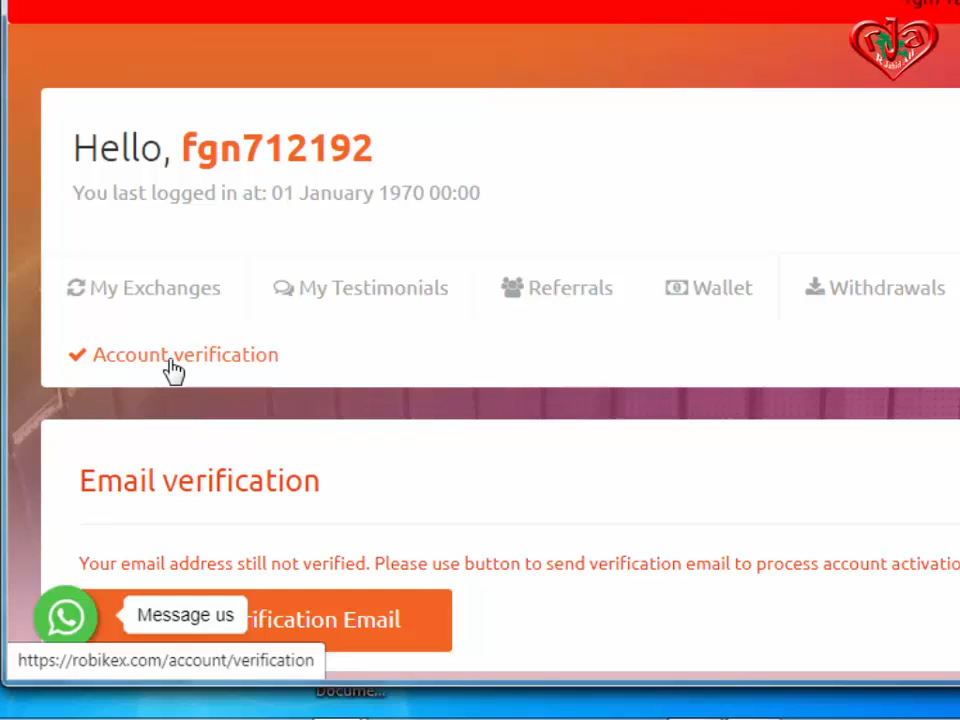 Hello, fgn712192
You last logged in at: 01 January 1970 00:00
My Exchanges
My Testimonials
Referrals
Wallet
Withdrawals
Account verification
Email verification
Your email address still not verified. Please use button to send verification email to process account
Message us
Email
https://robikex.com/account/verification
Docume...